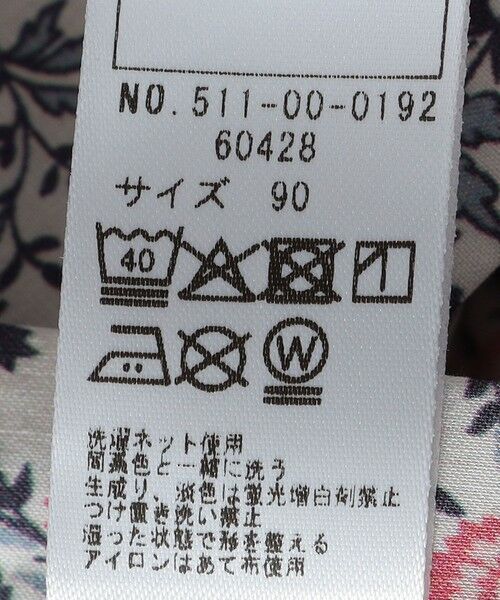 NO.511-00-0192
60428
サイズ 90
40
W
洗濯ネット使用
同系色と一緒に洗う
生成り、淡色は蛍光増白剤禁止
つけ置き洗い禁止
湿った状態で形を整える
アイロンはあて布使用